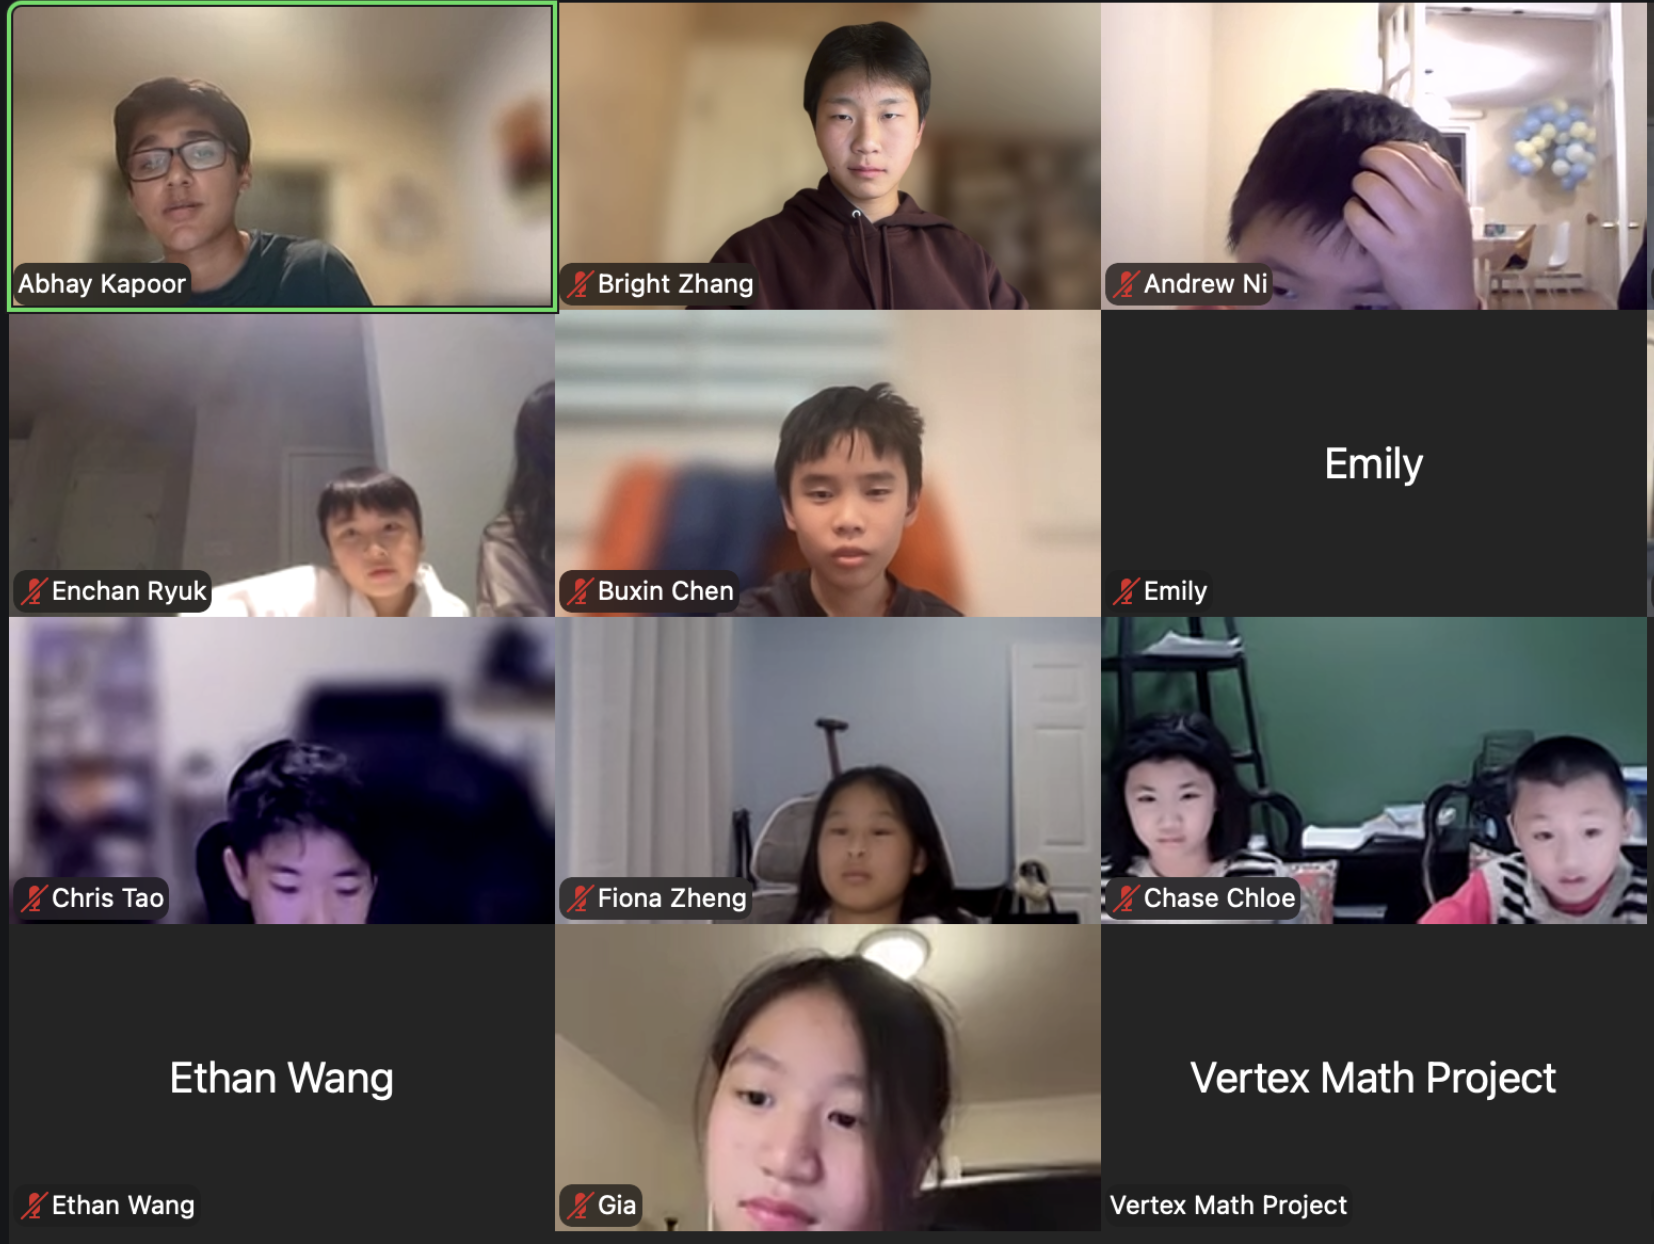 Abhay Kapoor
Bright Zhang
Andrew Ni
Enchan Ryuk
Buxin Chen
Emily
Emily
Chris Tao
Fiona Zheng
Chase Chloe
Ethan Wang
Ethan Wang
Gia
Vertex Math Project
Vertex Math Project